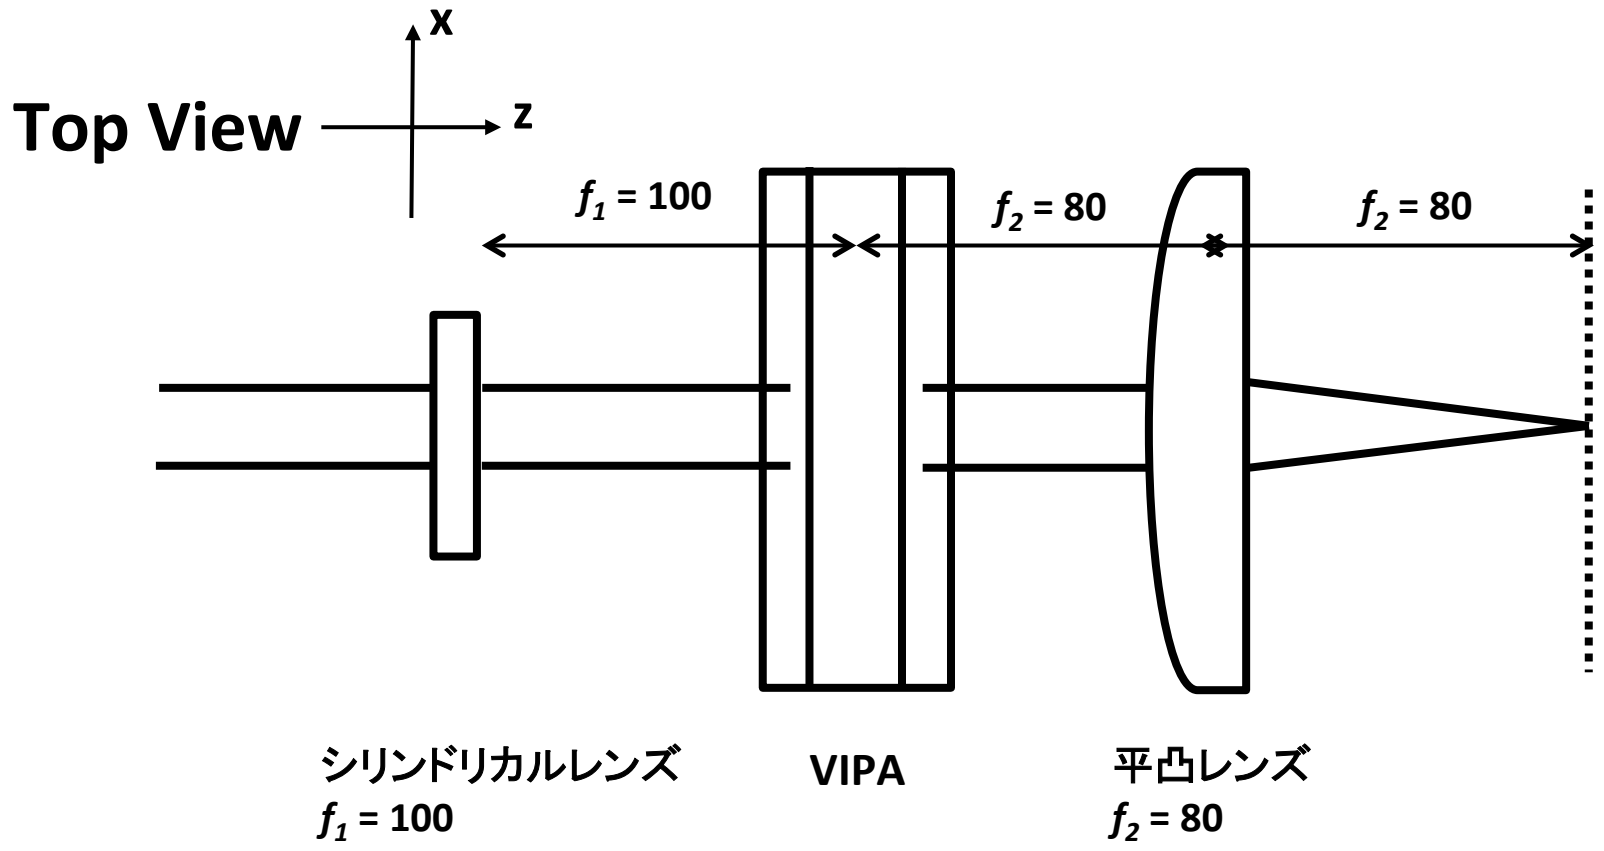 x
Top View
z
f1 = 100
f2 = 80
f2 = 80
シリンドリカルレンズ
f1 = 100
VIPA
平凸レンズ
f2 = 80